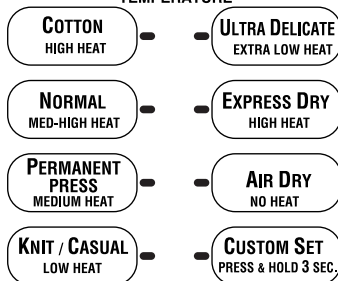 TEMPERATURE
COTTON
HIGH HEAT
ULTRA DELICATE
EXTRA LOW HEAT
NORMAL
MED-HIGH HEAT
EXPRESS DRY
HIGH HEAT
PERMANENT
PRESS
MEDIUM HEAT
AIR DRY
NO HEAT
KNIT / CASUAL
LOW HEAT
CUSTOM SET
PRESS & HOLD 3 SEC.